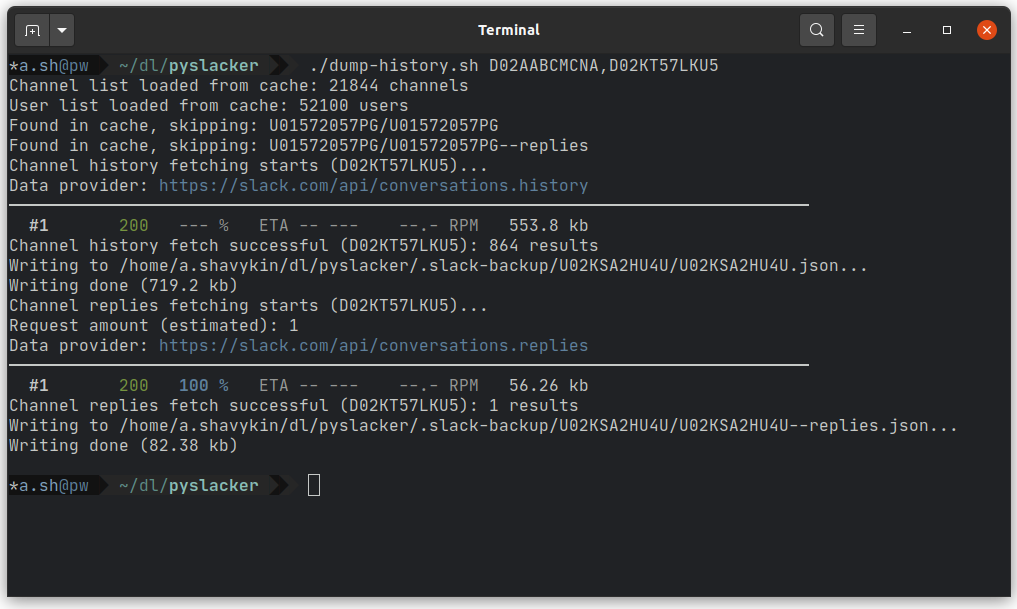 Terminal
*a.sh@pw ~/dl/pyslacker ./dump-history.sh D02AABCMCNA,D02KT57LKU5
Channel list loaded from cache: 21844 channels
User list loaded from cache: 52100 users
Found in cache, skipping: U01572057PG/U01572057PG
Found in cache, skipping: U01572057PG/U01572057PG--replies
Channel history fetching starts (D02KT57LKU5)...
Data provider: https://slack.com/api/conversations.history
#1 200 --- % ETA -- --- --.- RPM 553.8 kb
Channel history fetch successful (D02KT57LKU5): 864 results
Writing to /home/a.shavykin/dl/pyslacker/.slack-backup/U02KSA2HU4U/U02KSA2HU4U.json...
Writing done (719.2 kb)
Channel replies fetching starts (D02KT57LKU5)...
Request amount (estimated): 1
Data provider: https://slack.com/api/conversations.replies
#1 200 100 % ETA -- --- --.- RPM 56.26 kb
Channel replies fetch successful (D02KT57LKU5): 1 results
Writing to /home/a.shavykin/dl/pyslacker/.slack-backup/U02KSA2HU4U/U02KSA2HU4U--replies.json...
Writing done (82.38 kb)
*a.sh@pw ~/dl/pyslacker